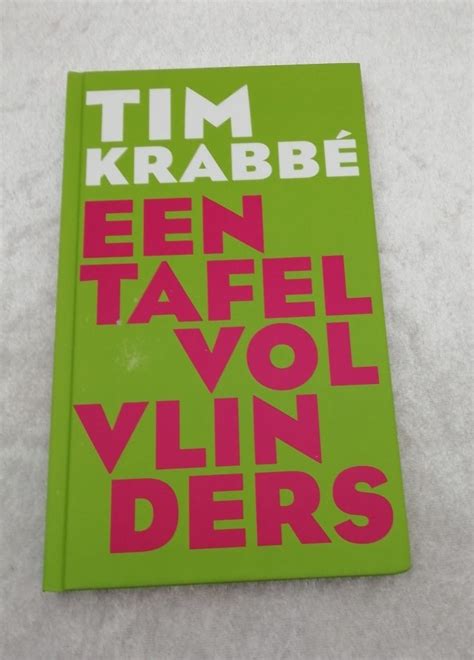 TIM
KRABBÉ
EEN
TAFEL
VOL
VLIN
DERS